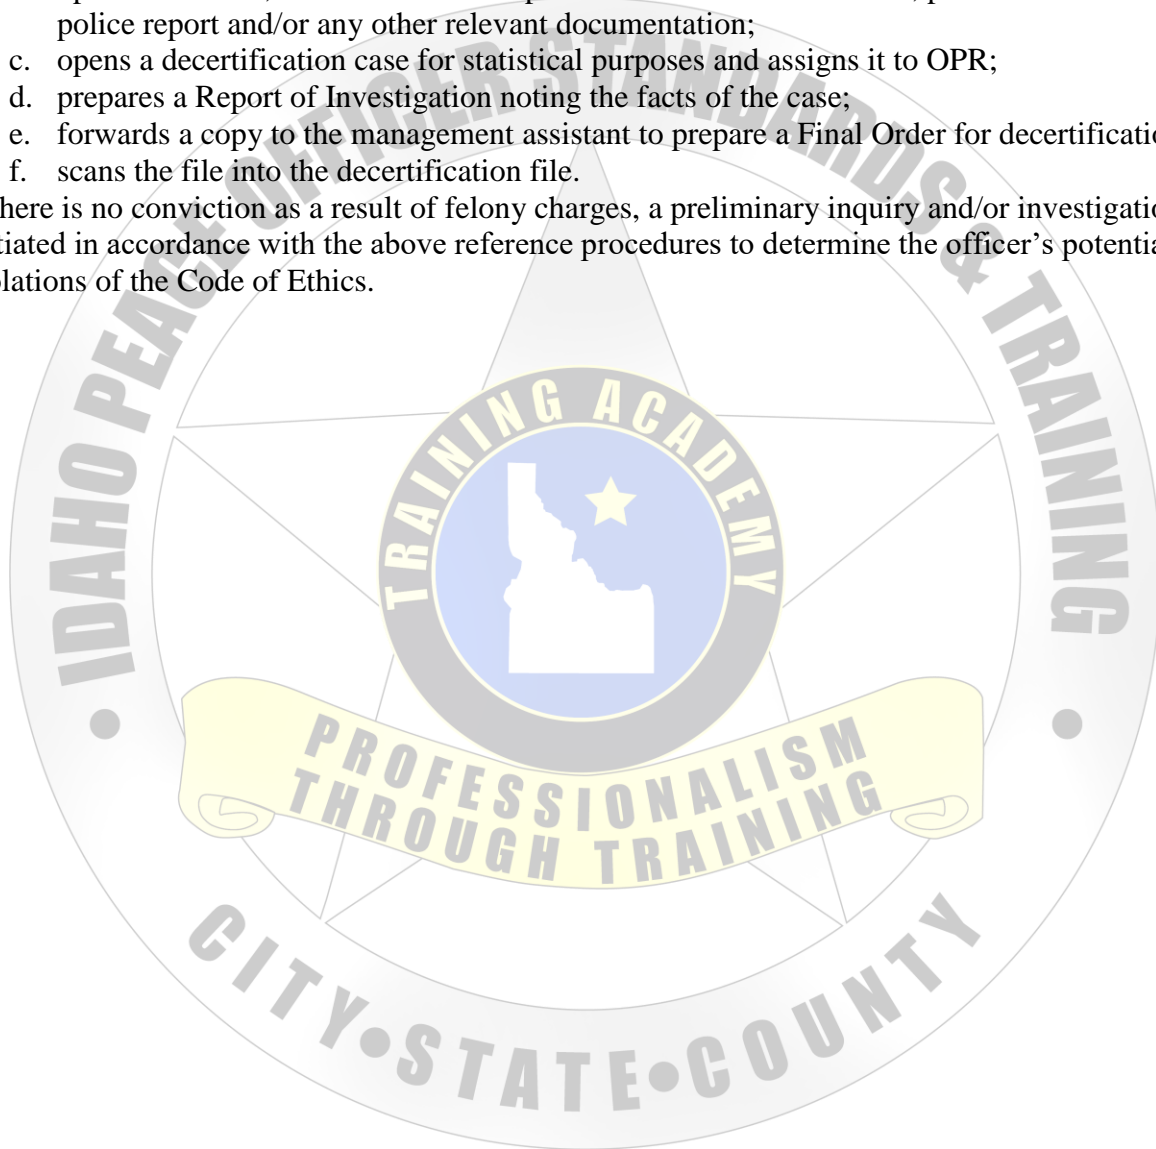 police report and/or any other relevant documentation;
c. opens a decertification case for statistical purposes and assigns it to OPR;
d. prepares a Report of Investigation noting the facts of the case;
e. forwards a copy to the management assistant to prepare a Final Order for decertificatio
f. scans the file into the decertification file.
here is no conviction as a result of felony charges, a preliminary inquiry and/or investigatio
tiated in accordance with the above reference procedures to determine the officer's potentia
lations of the Code of Ethics.
IDAHO PEACE OFFICER STANDARDS & TRAINING
TRAINING ACADEMY
PROFESSIONALISM
THROUGH TRAINING
CITY•STATE•COUNTY